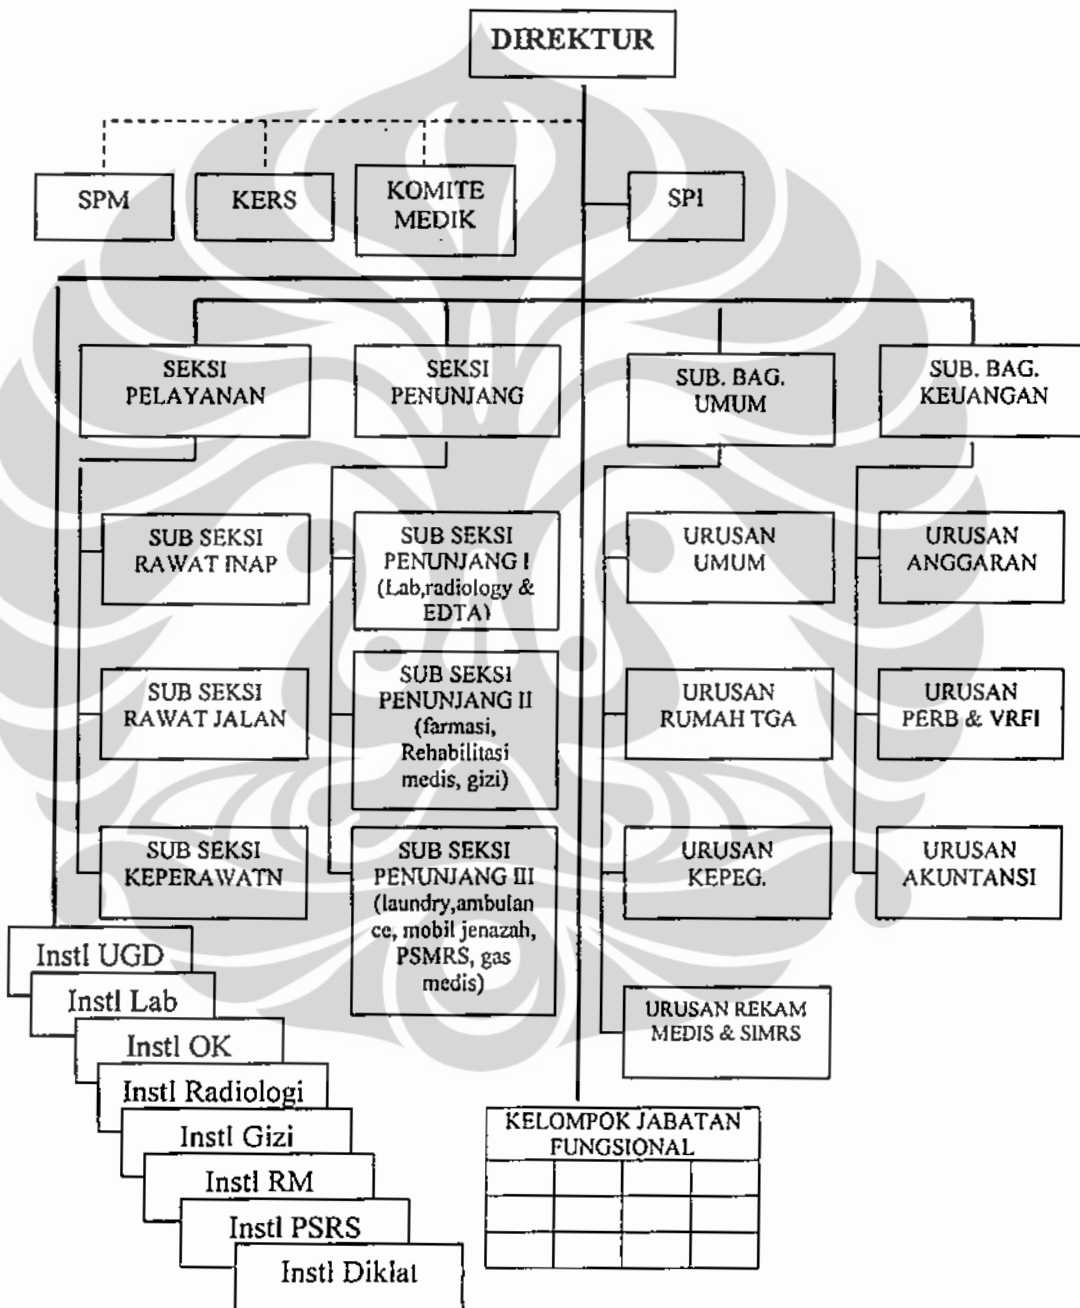 DIREKTUR
SPM
KERS
KOMITE
MEDIK
SPI
SEKSI
PELAYANAN
SEKSI
PENUNJANG
SUB. BAG.
UMUM
SUB. BAG.
KEUANGAN
SUB SEKSI
RAWAT INAP
SUB SEKSI
PENUNJANG I
(Lab,radiology &
EDTA)
URUSAN
UMUM
URUSAN
ANGGARAN
SUB SEKSI
RAWAT JALAN
SUB SEKSI
PENUNJANG II
(farmasi,
Rehabilitasi
medis, gizi)
URUSAN
RUMAH TGA
URUSAN
PERB & VRFI
SUB SEKSI
KEPERAWATN
SUB SEKSI
PENUNJANG III
(laundry,ambulan
ce, mobil jenazah,
PSMRS, gas
medis)
URUSAN
KEPEG.
URUSAN
AKUNTANSI
URUSAN REKAM
MEDIS & SIMRS
Instl UGD
Instl Lab
Instl OK
Instl Radiologi
Instl Gizi
Instl RM
Instl PSRS
Instl Diklat
KELOMPOK JABATAN
FUNGSIONAL